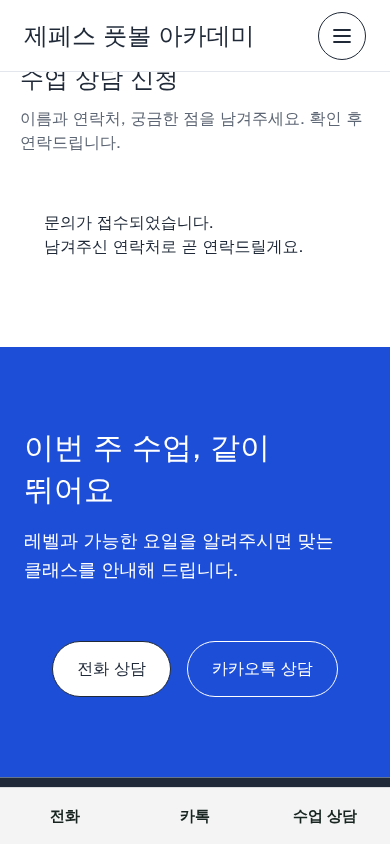 제페스 풋볼 아카데미
수업 상담 신청
이름과 연락처, 궁금한 점을 남겨주세요. 확인 후
연락드립니다.
문의가 접수되었습니다.
남겨주신 연락처로 곧 연락드릴게요.
이번 주 수업, 같이
뛰어요
레벨과 가능한 요일을 알려주시면 맞는
클래스를 안내해 드립니다.
전화 상담
카카오톡 상담
전화
카톡
수업 상담